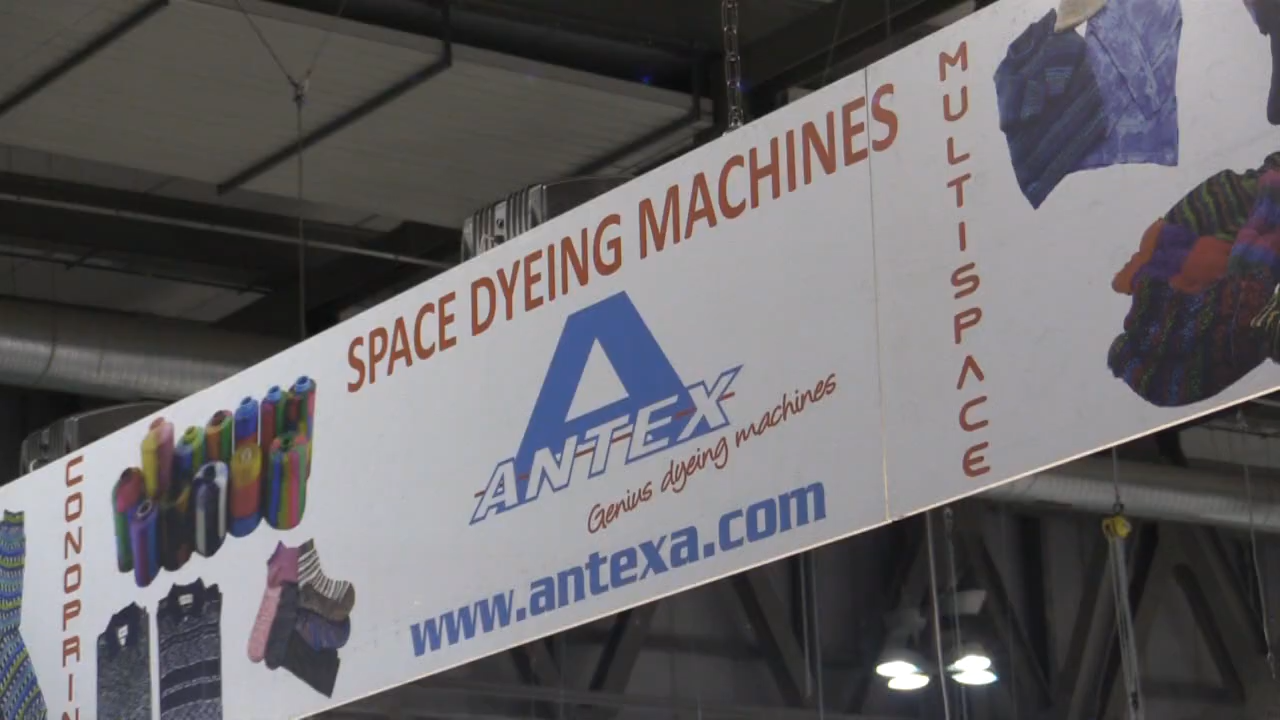 SPACE DYEING MACHINES
ANTEX
Genius dyeing machines
www.antexa.com
MULTISPACE
CONOPRIN